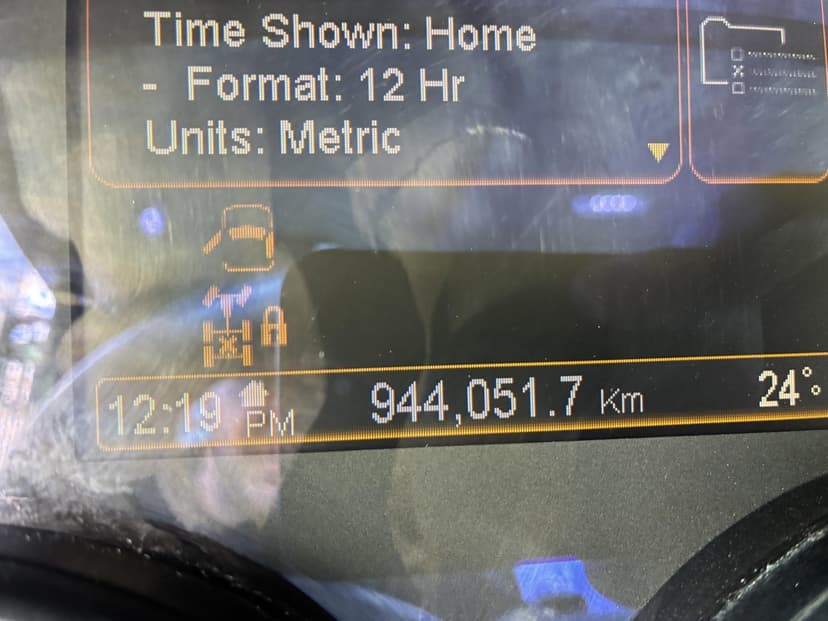 Time Shown: Home
- Format: 12 Hr
Units: Metric
12:19 PM 944,051.7 Km 24°